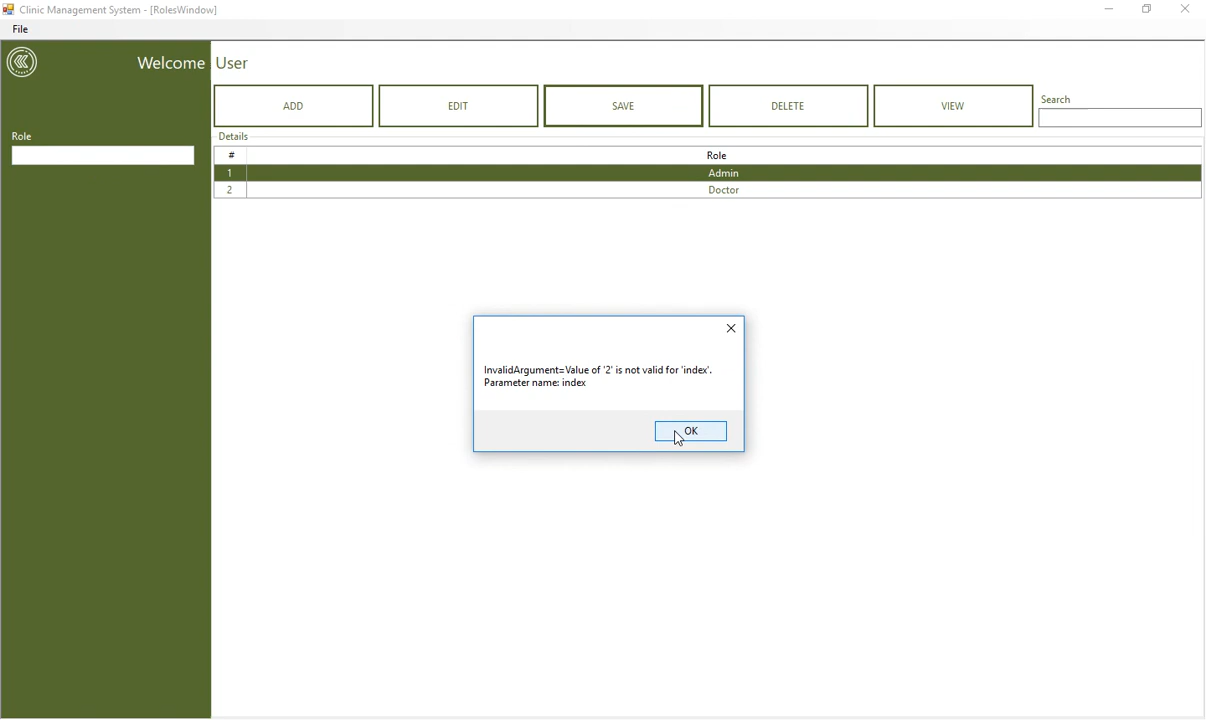 Clinic Management System - [RolesWindow]
File
Welcome User
ADD
EDIT
SAVE
DELETE
VIEW
Search
Role
Details
# Role
1 Admin
2 Doctor
InvalidArgument=Value of '2' is not valid for 'index'.
Parameter name: index
OK